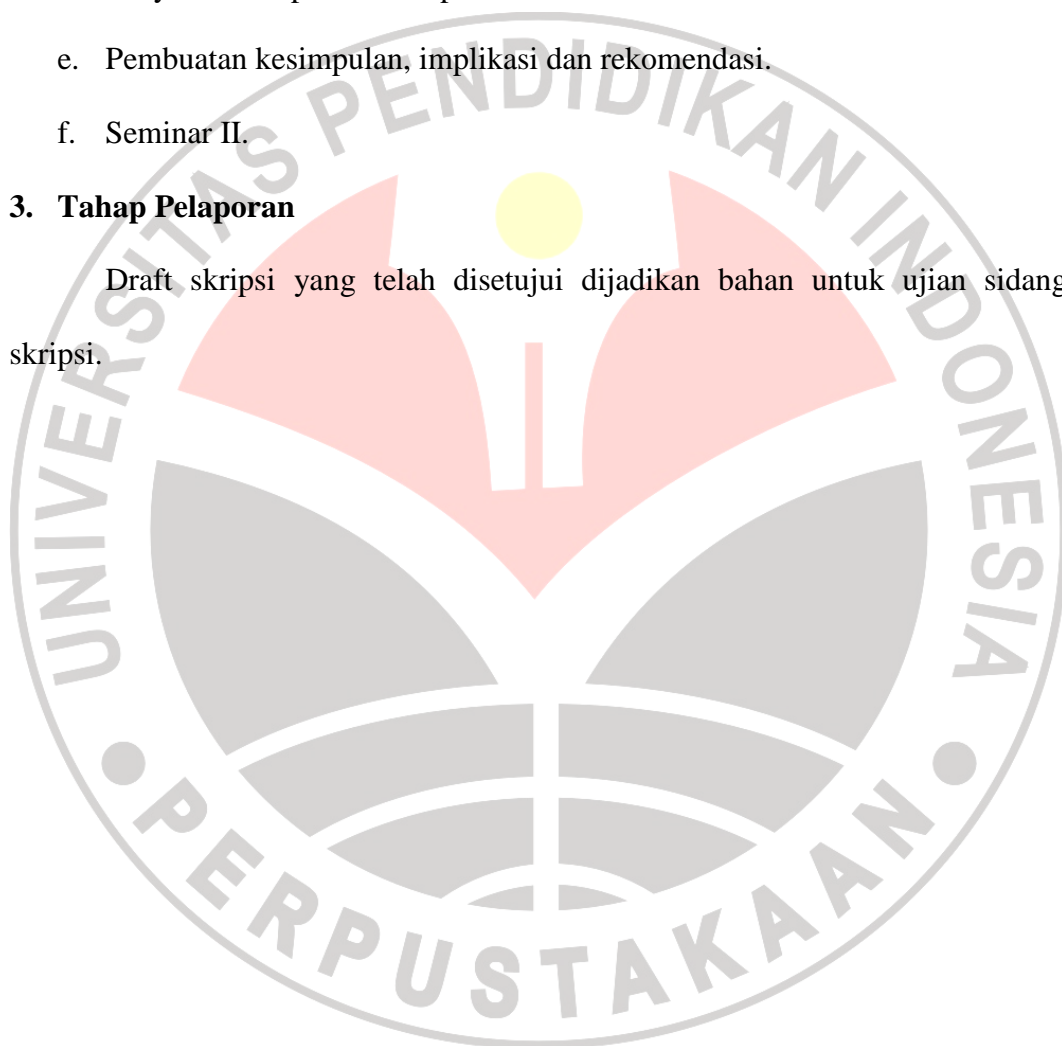 e. Pembuatan kesimpulan, implikasi dan rekomendasi.
f. Seminar II.
3. Tahap Pelaporan
Draft skripsi yang telah disetujui dijadikan bahan untuk ujian sidang
skripsi.
UNIVERSITAS PENDIDIKAN INDONESIA
PERPUSTAKAAN